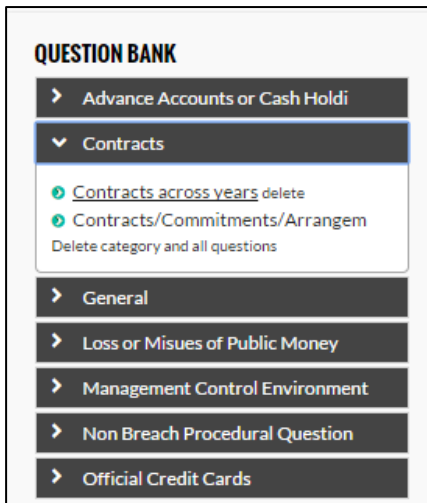 QUESTION BANK
Advance Accounts or Cash Holdi
Contracts
Contracts across years delete
Contracts/Commitments/Arrangem
Delete category and all questions
General
Loss or Misues of Public Money
Management Control Environment
Non Breach Procedural Question
Official Credit Cards